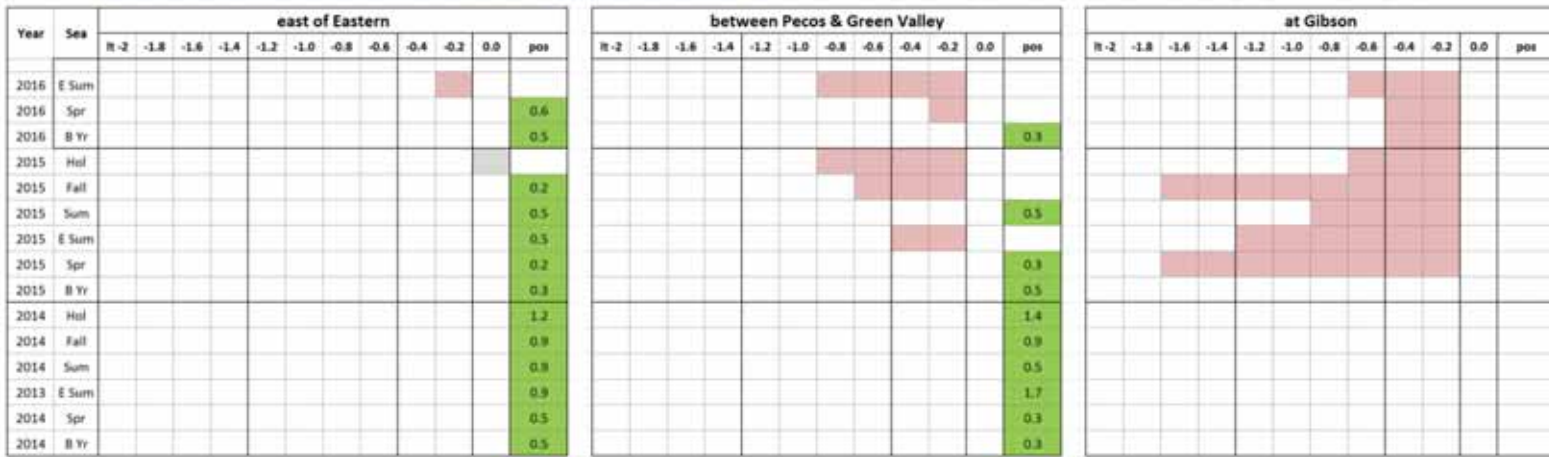 Year Sea east of Eastern between Pecos & Green Valley at Gibson
lt -2 -1.8 -1.6 -1.4 -1.2 -1.0 -0.8 -0.6 -0.4 -0.2 0.0 pos lt -2 -1.8 -1.6 -1.4 -1.2 -1.0 -0.8 -0.6 -0.4 -0.2 0.0 pos lt -2 -1.8 -1.6 -1.4 -1.2 -1.0 -0.8 -0.6 -0.4 -0.2 0.0 pos
2016 E Sum
2016 Spr 0.6
2016 B Yr 0.5 0.3
2015 Hol
2015 Fall 0.2
2015 Sum 0.5 0.5
2015 E Sum 0.5
2015 Spr 0.2 0.3
2015 B Yr 0.3 0.5
2014 Hol 1.2 1.4
2014 Fall 0.9 0.9
2014 Sum 0.9 0.5
2013 E Sum 0.9 1.7
2014 Spr 0.5 0.3
2014 B Yr 0.5 0.3